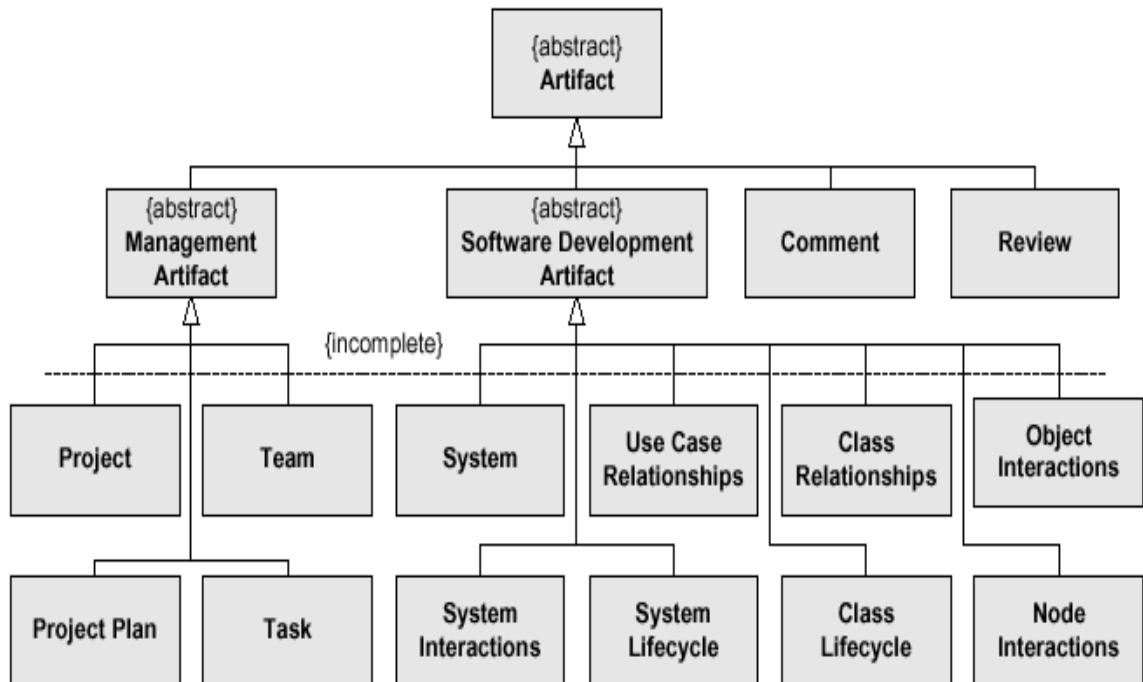 {abstract}
Artifact
{abstract}
Management
Artifact
{abstract}
Software Development
Artifact
Comment
Review
{incomplete}
Project
Team
System
Use Case
Relationships
Class
Relationships
Object
Interactions
Project Plan
Task
System
Interactions
System
Lifecycle
Class
Lifecycle
Node
Interactions